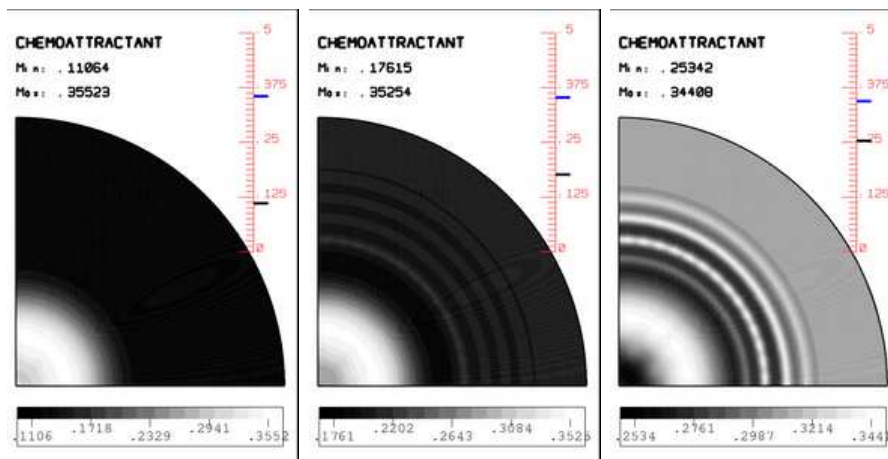 CHEMOATTRACTANT
Min: .11064
Max: .35523
.5
.375
.25
.125
0
.1106 .1718 .2329 .2941 .3552
CHEMOATTRACTANT
Min: .17615
Max: .35254
.5
.375
.25
.125
0
.1761 .2202 .2643 .3084 .3525
CHEMOATTRACTANT
Min: .25342
Max: .34408
.5
.375
.25
.125
0
.2534 .2761 .2987 .3214 .3441